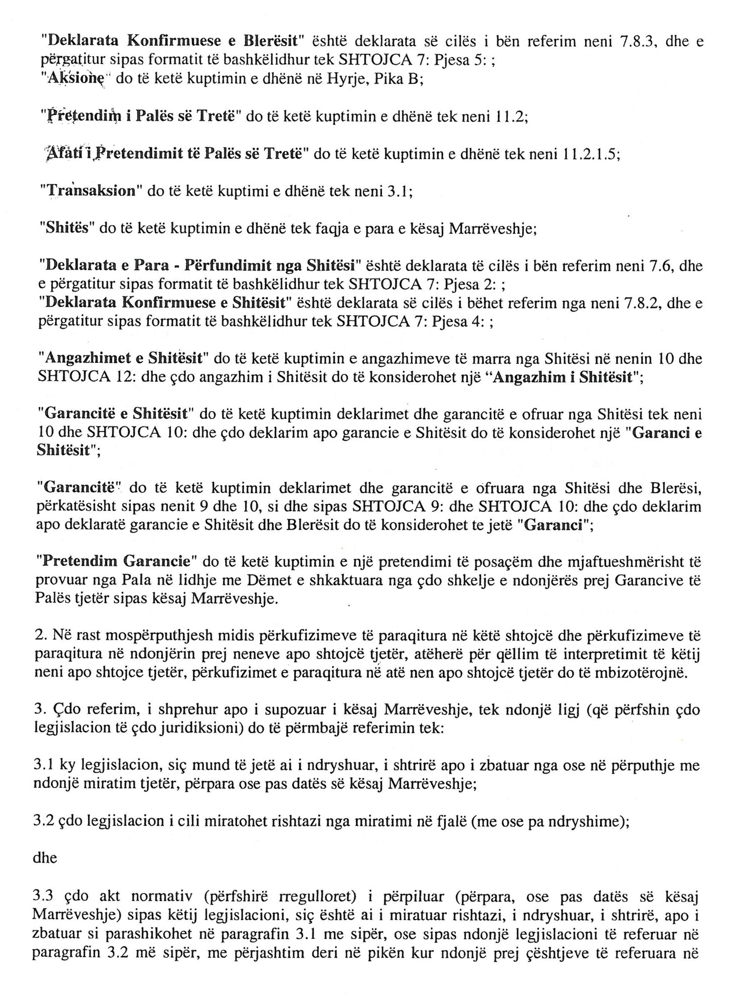 "Deklarata Konfirmuese e Blerësit" është deklarata së cilës i bën referim neni 7.8.3, dhe e
përgatitur sipas formatit të bashkëlidhur tek SHTOJCA 7: Pjesa 5: ;
"Aksione" do të ketë kuptimin e dhënë në Hyrje, Pika B;
"Pretendim i Palës së Tretë" do të ketë kuptimin e dhënë tek neni 11.2;
"Afati i Pretendimit të Palës së Tretë" do të ketë kuptimin e dhënë tek neni 11.2.1.5;
"Transaksion" do të ketë kuptimi e dhënë tek neni 3.1;
"Shitës" do të ketë kuptimin e dhënë tek faqja e para e kësaj Marrëveshje;
"Deklarata e Para - Përfundimit nga Shitësi" është deklarata të cilës i bën referim neni 7.6, dhe
e përgatitur sipas formatit të bashkëlidhur tek SHTOJCA 7: Pjesa 2: ;
"Deklarata Konfirmuese e Shitësit" është deklarata së cilës i bëhet referim nga neni 7.8.2, dhe e
përgatitur sipas formatit të bashkëlidhur tek SHTOJCA 7: Pjesa 4: ;
"Angazhimet e Shitësit" do të ketë kuptimin e angazhimeve të marra nga Shitësi në nenin 10 dhe
SHTOJCA 12: dhe çdo angazhim i Shitësit do të konsiderohet një “Angazhim i Shitësit";
"Garancitë e Shitësit" do të ketë kuptimin deklarimet dhe garancitë e ofruar nga Shitësi tek neni
10 dhe SHTOJCA 10: dhe çdo deklarim apo garancie e Shitësit do të konsiderohet një "Garanci e
Shitësit";
"Garancitë" do të ketë kuptimin deklarimet dhe garancitë e ofruara nga Shitësi dhe Blerësi,
përkatësisht sipas nenit 9 dhe 10, si dhe sipas SHTOJCA 9: dhe SHTOJCA 10: dhe çdo deklarim
apo deklaratë garancie e Shitësit dhe Blerësit do të konsiderohet te jetë "Garanci";
"Pretendim Garancie" do të ketë kuptimin e një pretendimi të posaçëm dhe mjaftueshmërisht të
provuar nga Pala në lidhje me Dëmet e shkaktuara nga çdo shkelje e ndonjërës prej Garancive të
Palës tjetër sipas kësaj Marrëveshje.
2. Në rast mospërputhjesh midis përkufizimeve të paraqitura në këtë shtojcë dhe përkufizimeve të
paraqitura në ndonjërin prej neneve apo shtojcë tjetër, atëherë për qëllim të interpretimit të këtij
neni apo shtojce tjetër, përkufizimet e paraqitura në atë nen apo shtojcë tjetër do të mbizotërojnë.
3. Çdo referim, i shprehur apo i supozuar i kësaj Marrëveshje, tek ndonjë ligj (që përfshin çdo
legjislacion të çdo juridiksioni) do të përmbajë referimin tek:
3.1 ky legjislacion, siç mund të jetë ai i ndryshuar, i shtrirë apo i zbatuar nga ose në përputhje me
ndonjë miratim tjetër, përpara ose pas datës së kësaj Marrëveshje;
3.2 çdo legjislacion i cili miratohet rishtazi nga miratimi në fjalë (me ose pa ndryshime);
dhe
3.3 çdo akt normativ (përfshirë rregulloret) i përpiluar (përpara, ose pas datës së kësaj
Marrëveshje) sipas këtij legjislacioni, siç është ai i miratuar rishtazi, i ndryshuar, i shtrirë, apo i
zbatuar si parashikohet në paragrafin 3.1 me sipër, ose sipas ndonjë legjislacioni të referuar në
paragrafin 3.2 më sipër, me përjashtim deri në pikën kur ndonjë prej çështjeve të referuara në